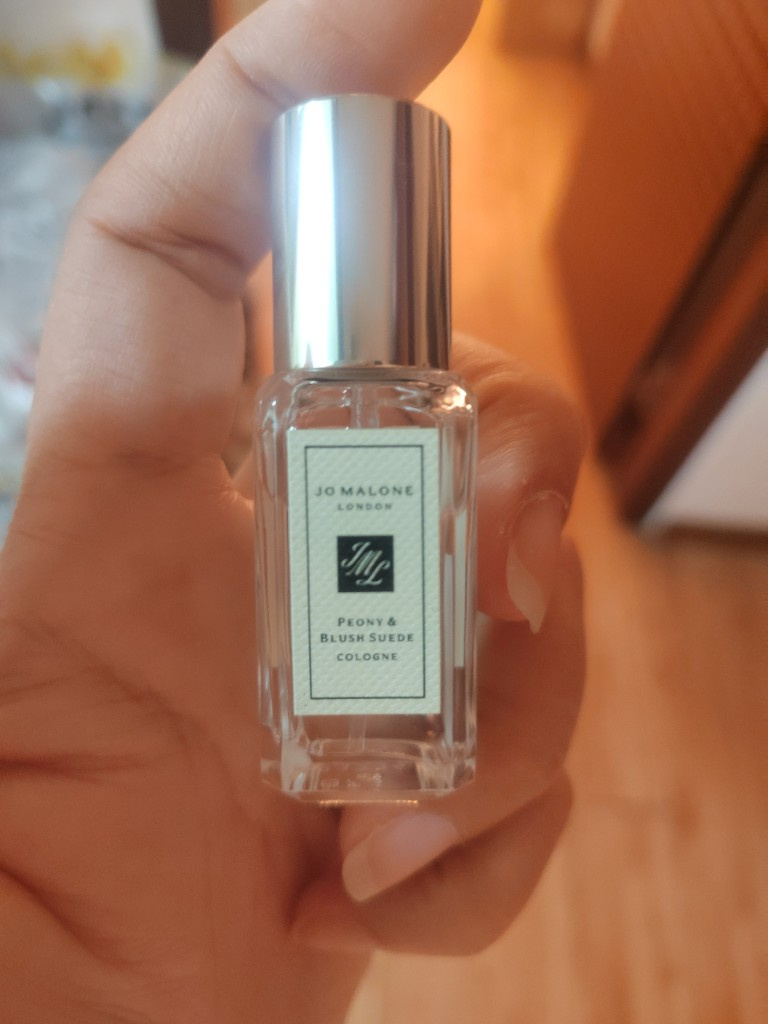 JO MALONE
LONDON
JML
PEONY &
BLUSH SUEDE
COLOGNE